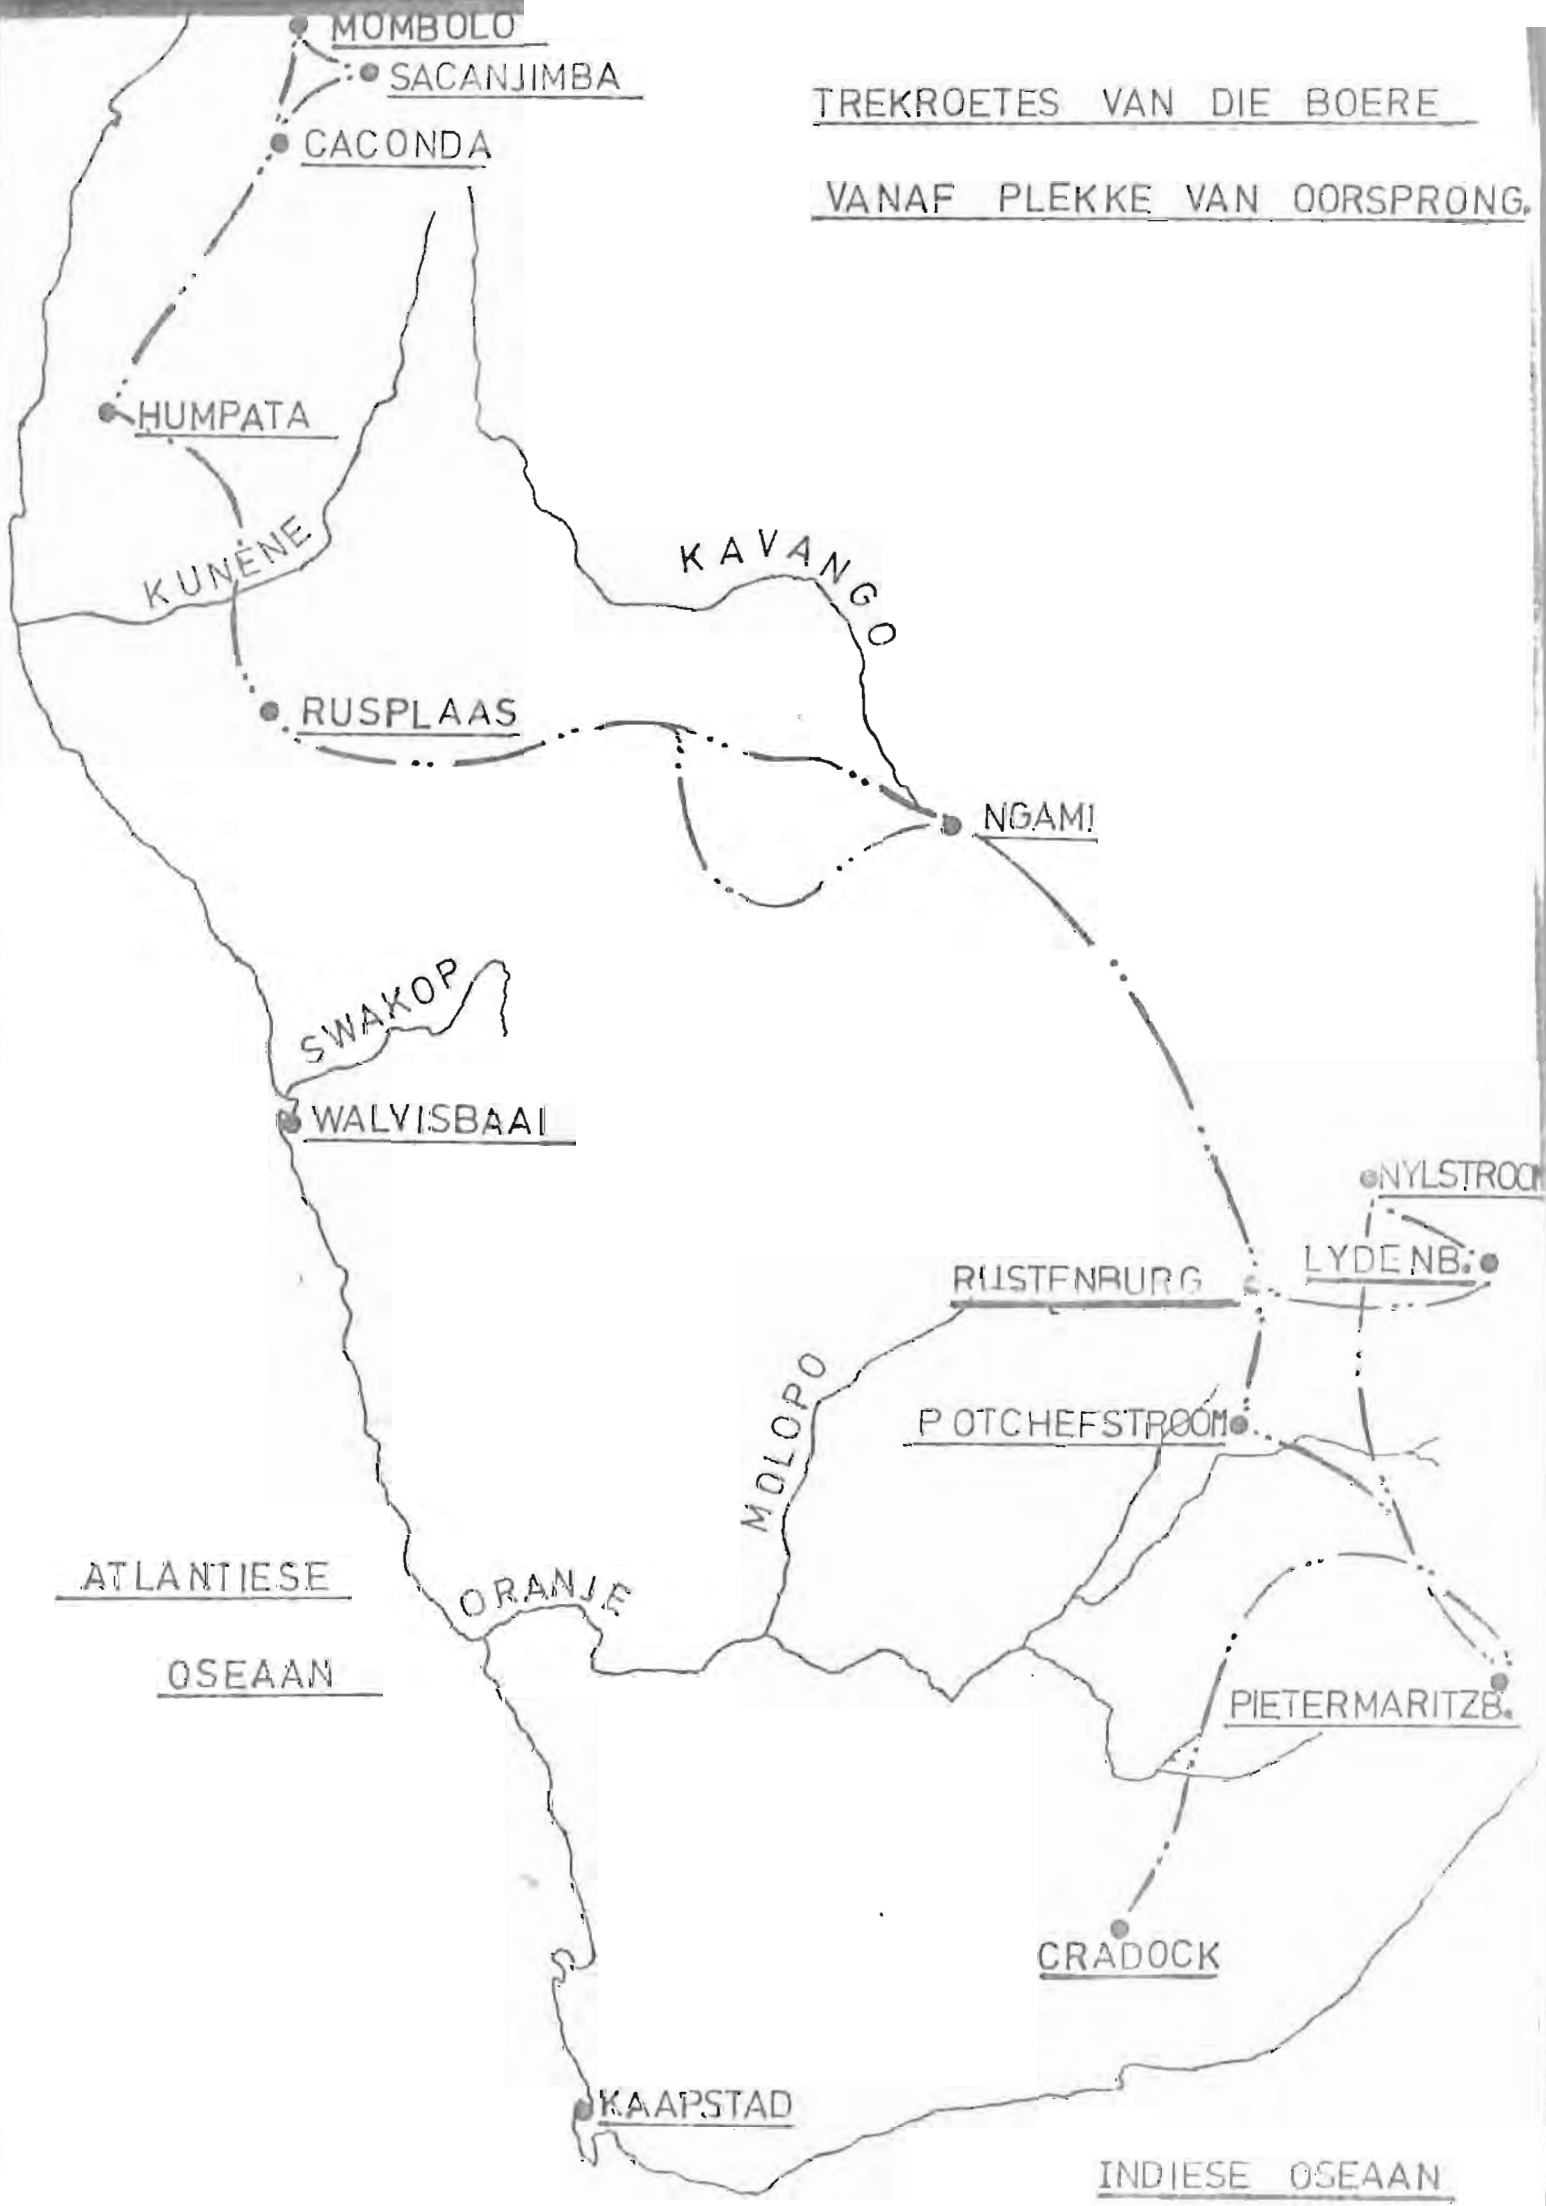 MOMBOLO
SACANJIMBA
CACONDA
TREKROETES VAN DIE BOERE
VANAF PLEKKE VAN OORSPRONG.
HUMPATA
KUNENE
KAVANGO
RUSPLAAS
NGAMI
SWAKOP
WALVISBAAI
NYLSTROOM
LYDENB.
RUSTENBURG
MOLOPO
POTCHEFSTROOM
ATLANTIESE
OSEAAN
ORANJE
PIETERMARITZB.
CRADOCK
KAAPSTAD
INDIESE OSEAAN